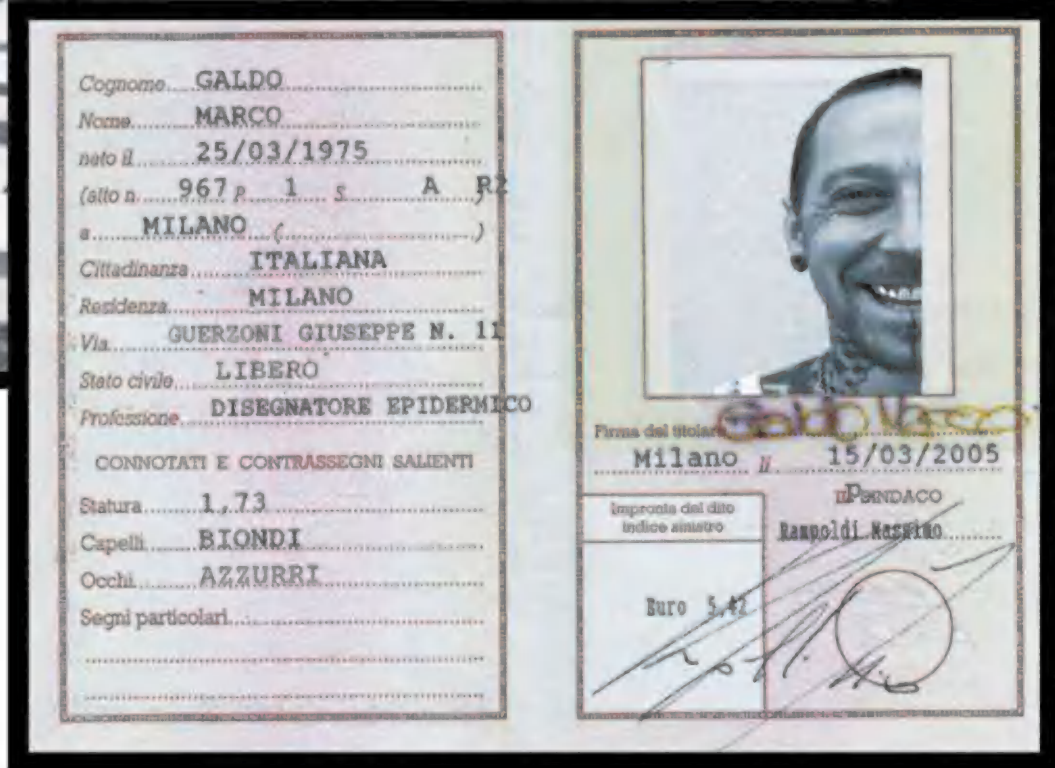 Cognome.....GALDO
Nome.....MARCO
nato il.....25/03/1975
(atto n. 967 P. 1 S. A R2)
a.....MILANO (.....)
Cittadinanza.....ITALIANA
Residenza.....MILANO
Via.....GUERZONI GIUSEPPE N. 11
Stato civile.....LIBERO
Professione.....DISEGNATORE EPIDERMICO
CONNOTATI E CONTRASSEGNI SALIENTI
Statura.....1,73
Capelli.....BIONDI
Occhi.....AZZURRI
Segni particolari.....
Galdo Marco
Firma del titolare
Milano li 15/03/2005
Impronta del dito
indice sinistro
IL SINDACO
Rampoldi Massimo
Euro 5,42